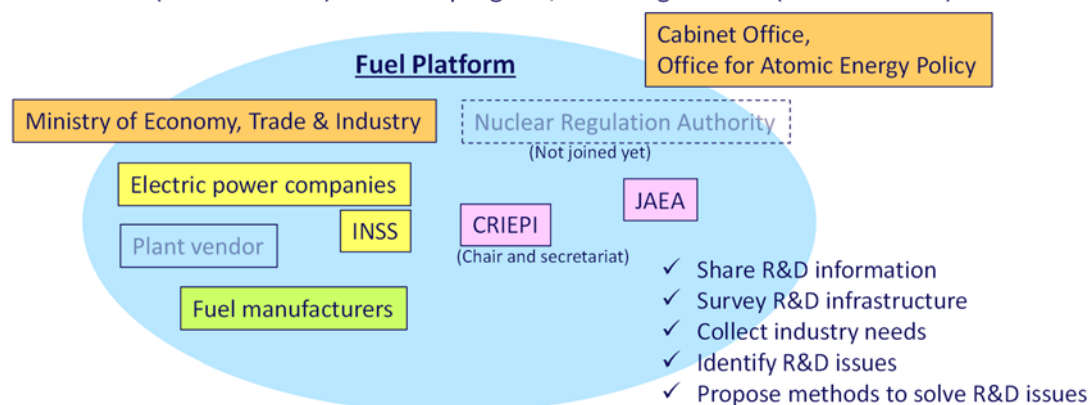 Cabinet Office,
Office for Atomic Energy Policy
Fuel Platform
Ministry of Economy, Trade & Industry
Nuclear Regulation Authority
(Not joined yet)
Electric power companies
JAEA
INSS
CRIEPI
Plant vendor
(Chair and secretariat)
Share R&D information
Fuel manufacturers
Survey R&D infrastructure
Collect industry needs
Identify R&D issues
Propose methods to solve R&D issues